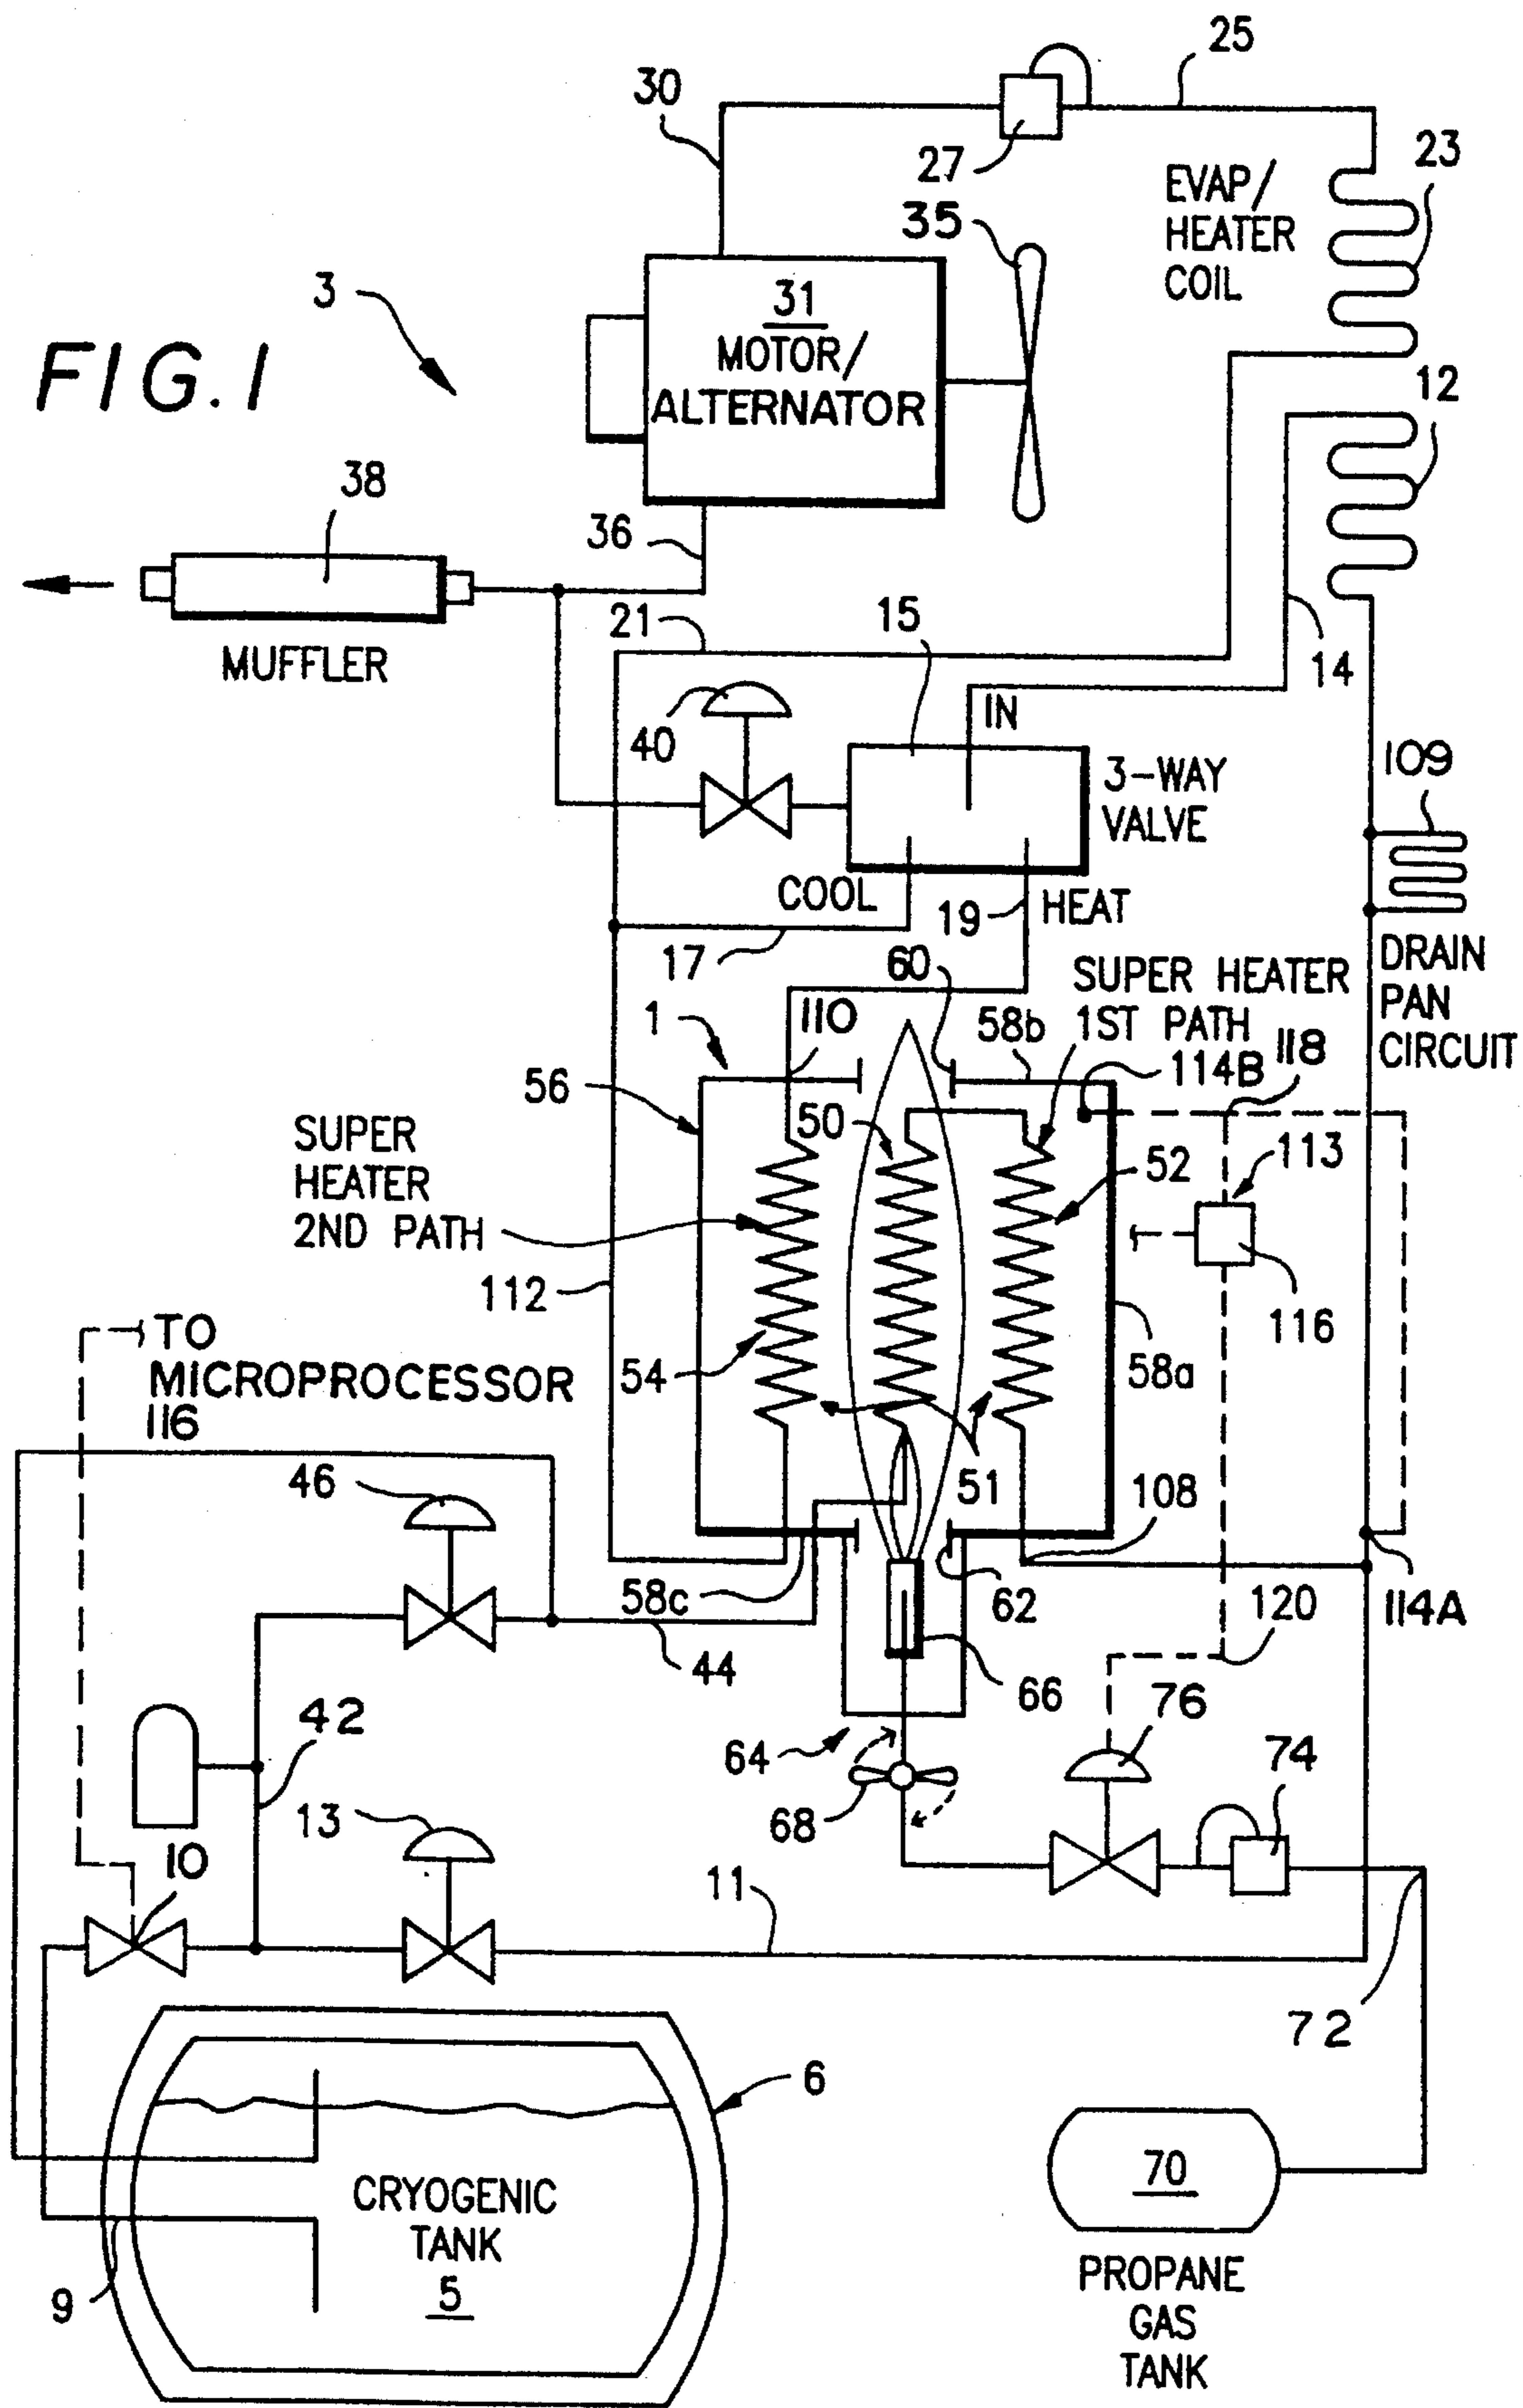 25
30
23
27
EVAP/
HEATER
COIL
35
3
31
MOTOR/
ALTERNATOR
FIG. 1
12
38
36
15
21
14
MUFFLER
IN
40
109
3-WAY
VALVE
COOL
HEAT
19
17
60
DRAIN
PAN
CIRCUIT
SUPER HEATER
1ST PATH
110
58b
118
1
114B
56
50
SUPER
HEATER
2ND PATH
113
52
112
TO
MICROPROCESSOR
116
116
54
58a
46
51
108
58c
62
114A
44
120
66
42
76
64
74
13
68
10
11
72
6
CRYOGENIC
TANK
5
70
9
PROPANE
GAS
TANK